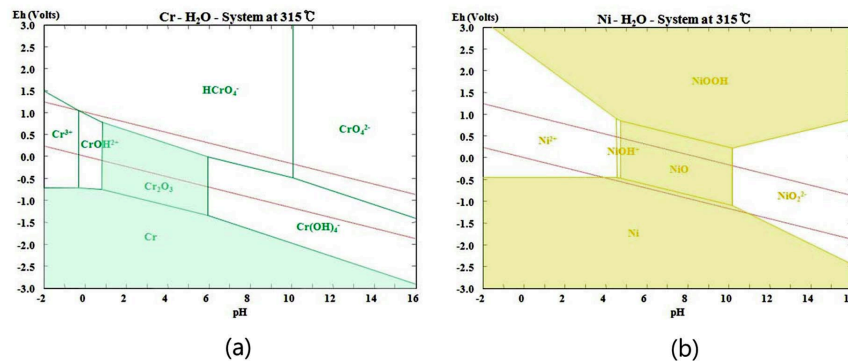 Eh (Volts) Cr - H₂O - System at 315℃
3.0
2.5
2.0
1.5
1.0
0.5
0.0
-0.5
-1.0
-1.5
-2.0
-2.5
-3.0
HCrO₄⁻
CrO₄²⁻
Cr³⁺
CrOH²⁺
Cr₂O₃
Cr(OH)₄⁻
Cr
-2 0 2 4 6 8 10 12 14 16
pH
(a)
Eh (Volts) Ni - H₂O - System at 315℃
3.0
2.5
2.0
1.5
1.0
0.5
0.0
-0.5
-1.0
-1.5
-2.0
-2.5
-3.0
NiOOH
Ni²⁺
NiOH⁺
NiO
NiO₂²⁻
Ni
-2 0 2 4 6 8 10 12 14 16
pH
(b)